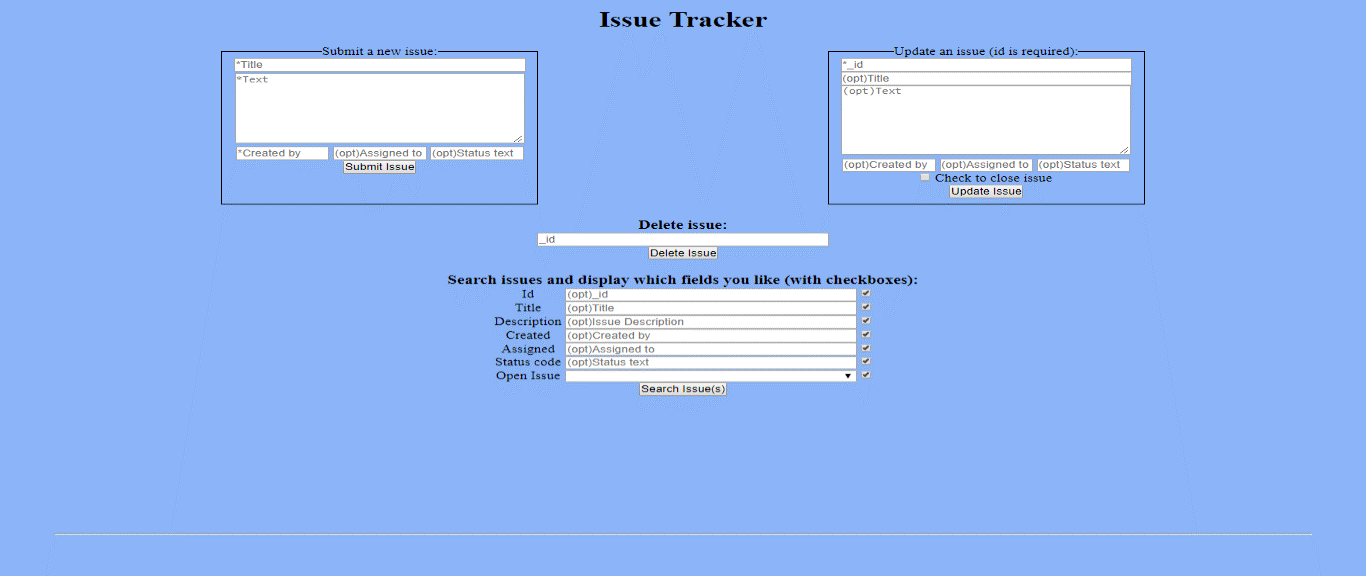 Issue Tracker
Submit a new issue:
*Title
*Text
*Created by (opt)Assigned to (opt)Status text
Submit Issue
Update an issue (id is required):
*_id
(opt)Title
(opt)Text
(opt)Created by (opt)Assigned to (opt)Status text
Check to close issue
Update Issue
Delete issue:
_id
Delete Issue
Search issues and display which fields you like (with checkboxes):
Id (opt)_id
Title (opt)Title
Description (opt)Issue Description
Created (opt)Created by
Assigned (opt)Assigned to
Status code (opt)Status text
Open Issue
Search Issue(s)